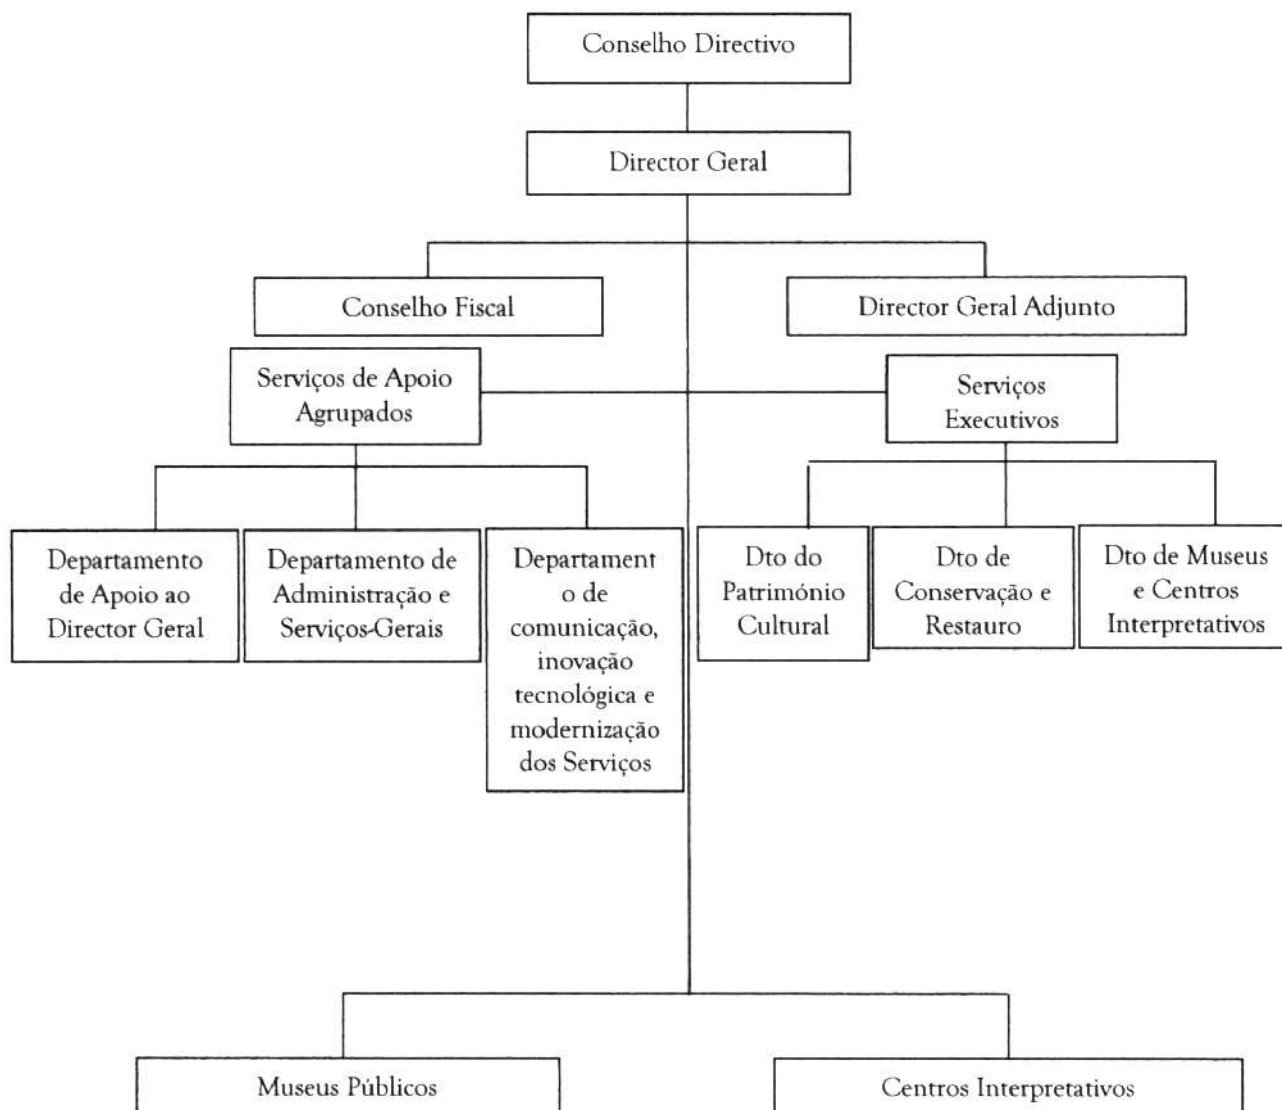 Conselho Directivo
Director Geral
Conselho Fiscal
Director Geral Adjunto
Serviços de Apoio
Agrupados
Serviços
Executivos
Departamento
de Apoio ao
Director Geral
Departamento de
Administração e
Serviços-Gerais
Departament
o de
comunicação,
inovação
tecnológica e
modernização
dos Serviços
Dto do
Património
Cultural
Dto de
Conservação e
Restauro
Dto de Museus
e Centros
Interpretativos
Museus Públicos
Centros Interpretativos